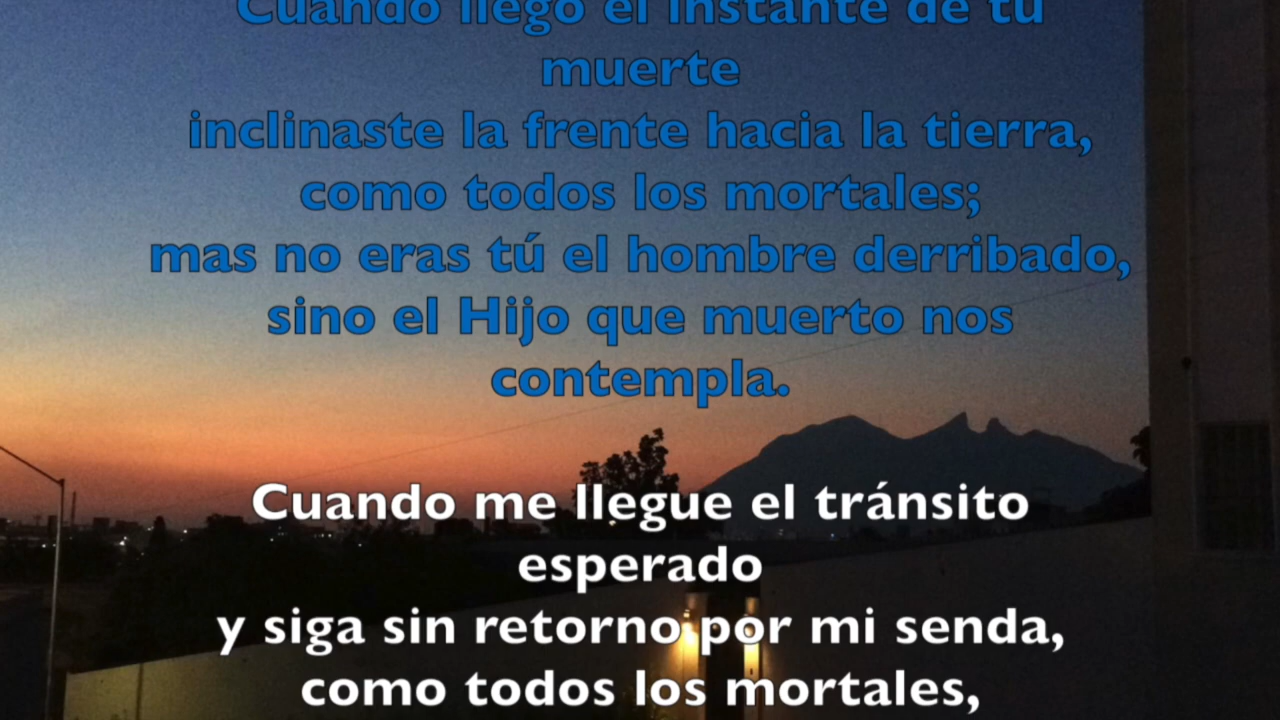 Cuando llegó el instante de tu
muerte
inclinaste la frente hacia la tierra,
como todos los mortales;
mas no eras tú el hombre derribado,
sino el Hijo que muerto nos
contempla.
Cuando me llegue el tránsito
esperado
y siga sin retorno por mi senda,
como todos los mortales,